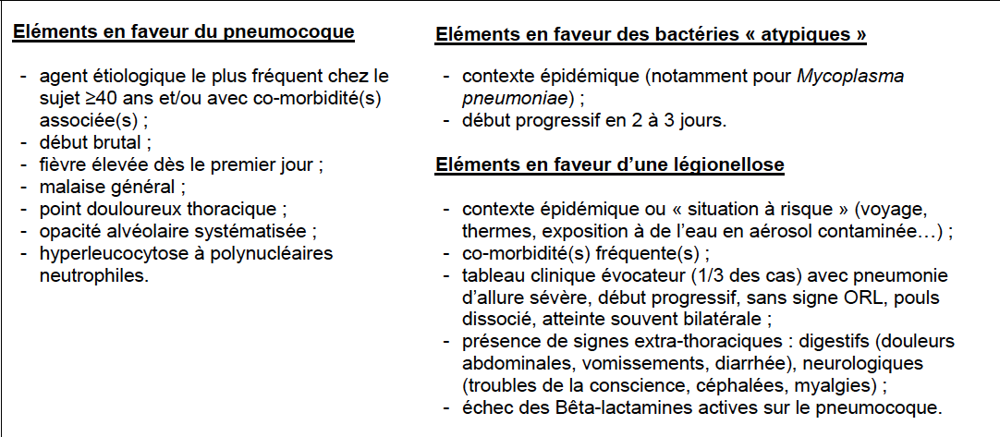 Eléments en faveur du pneumocoque
- agent étiologique le plus fréquent chez le
sujet ≥40 ans et/ou avec co-morbidité(s)
associée(s) ;
- début brutal ;
- fièvre élevée dès le premier jour ;
- malaise général ;
- point douloureux thoracique ;
- opacité alvéolaire systématisée ;
- hyperleucocytose à polynucléaires
neutrophiles.
Eléments en faveur des bactéries « atypiques »
- contexte épidémique (notamment pour Mycoplasma
pneumoniae) ;
- début progressif en 2 à 3 jours.
Eléments en faveur d’une légionellose
- contexte épidémique ou « situation à risque » (voyage,
thermes, exposition à de l’eau en aérosol contaminée…) ;
- co-morbidité(s) fréquente(s) ;
- tableau clinique évocateur (1/3 des cas) avec pneumonie
d’allure sévère, début progressif, sans signe ORL, pouls
dissocié, atteinte souvent bilatérale ;
- présence de signes extra-thoraciques : digestifs (douleurs
abdominales, vomissements, diarrhée), neurologiques
(troubles de la conscience, céphalées, myalgies) ;
- échec des Bêta-lactamines actives sur le pneumocoque.